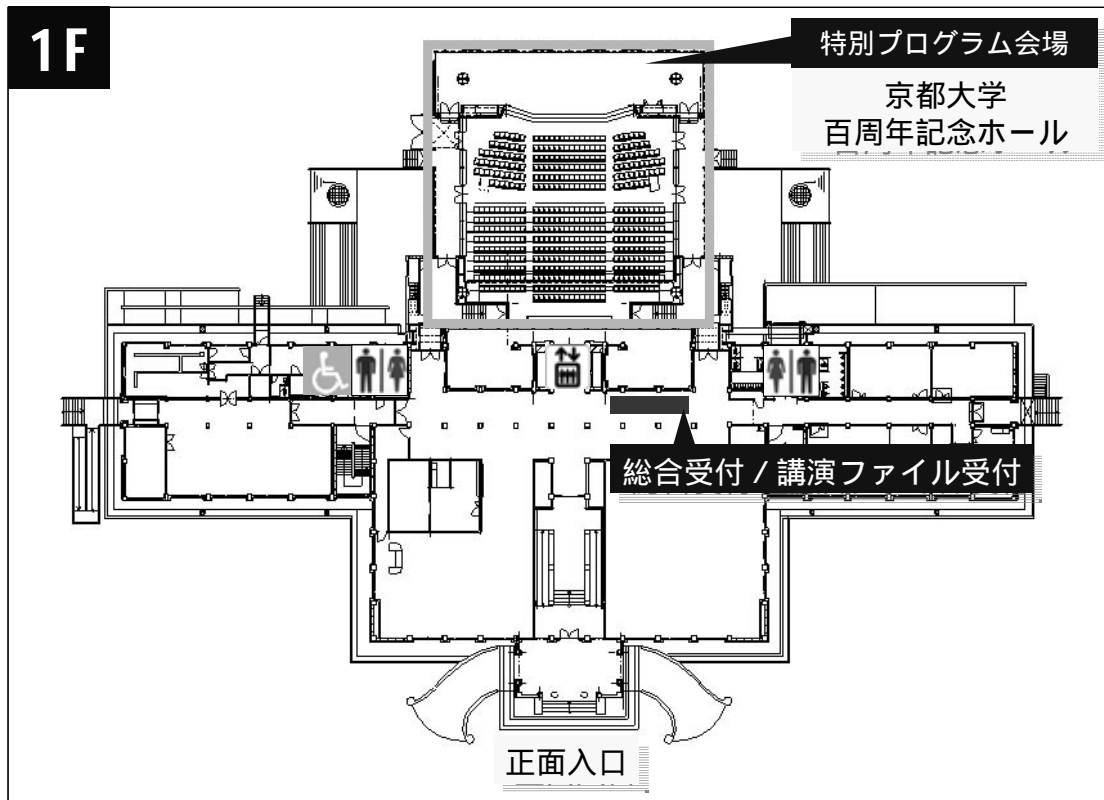 1F
特別プログラム会場
京都大学
百周年記念ホール
総合受付 / 講演ファイル受付
正面入口